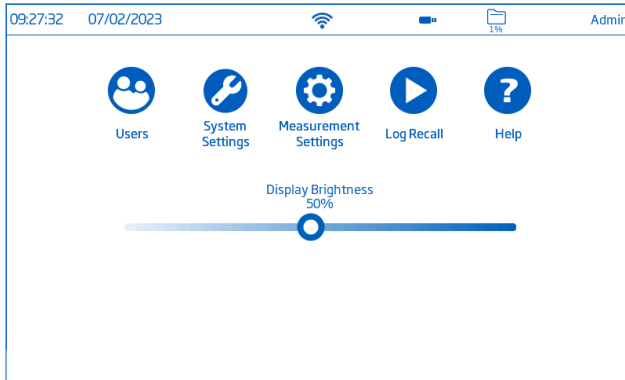 09:27:32 07/02/2023
1%
Admin
Users
System
Settings
Measurement
Settings
Log Recall
?
Help
Display Brightness
50%